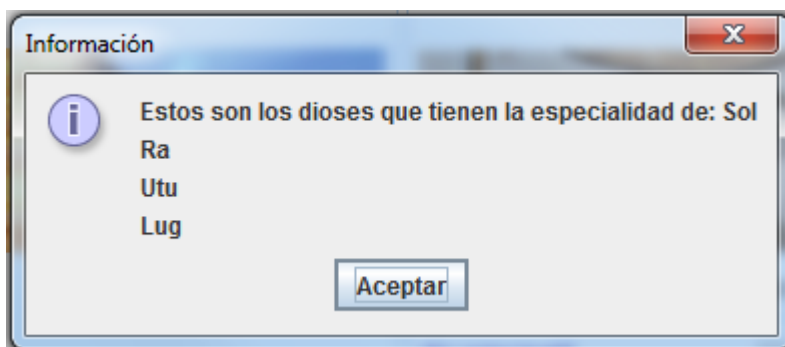 Información
Estos son los dioses que tienen la especialidad de: Sol
Ra
Utu
Lug
Aceptar